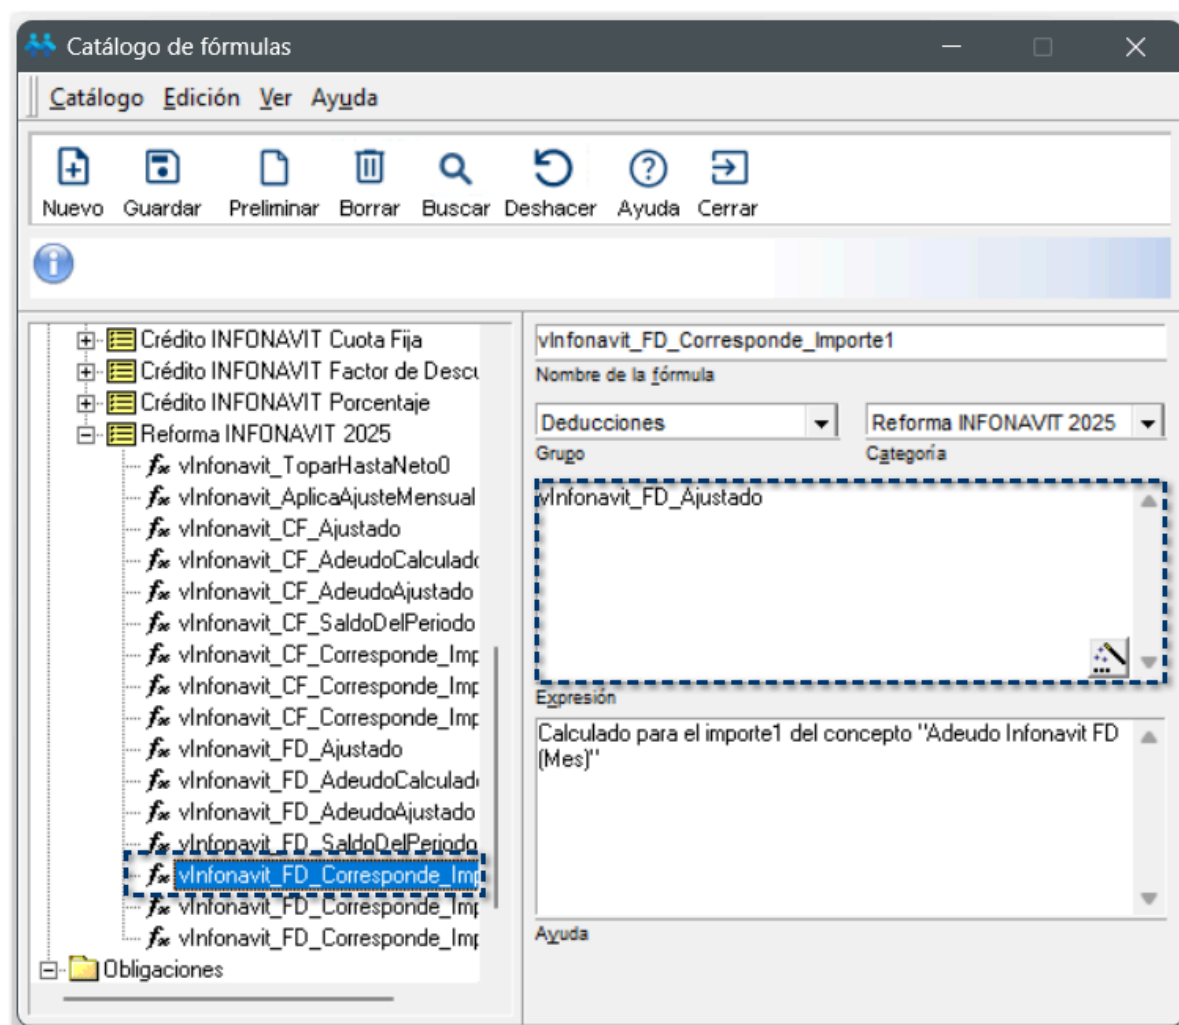 Catálogo de fórmulas
Catálogo Edición Ver Ayuda
Nuevo Guardar Preliminar Borrar Buscar Deshacer Ayuda Cerrar
Crédito INFONAVIT Cuota Fija
Crédito INFONAVIT Factor de Descu
Crédito INFONAVIT Porcentaje
Reforma INFONAVIT 2025
vInfonavit_ToparHastaNeto0
vInfonavit_AplicaAjusteMensual
vInfonavit_CF_Ajustado
vInfonavit_CF_AdeudoCalculado
vInfonavit_CF_AdeudoAjustado
vInfonavit_CF_SaldoDelPeriodo
vInfonavit_CF_Corresponde_Imp
vInfonavit_CF_Corresponde_Imp
vInfonavit_CF_Corresponde_Imp
vInfonavit_FD_Ajustado
vInfonavit_FD_AdeudoCalculad
vInfonavit_FD_AdeudoAjustado
vInfonavit_FD_SaldoDelPeriodo
vInfonavit_FD_Corresponde_Imp
vInfonavit_FD_Corresponde_Imp
vInfonavit_FD_Corresponde_Imp
Obligaciones
vInfonavit_FD_Corresponde_Importe1
Nombre de la fórmula
Deducciones
Grupo
Reforma INFONAVIT 2025
Categoría
vInfonavit_FD_Ajustado
Expresión
Calculado para el importe1 del concepto "Adeudo Infonavit FD
(Mes)"
Ayuda